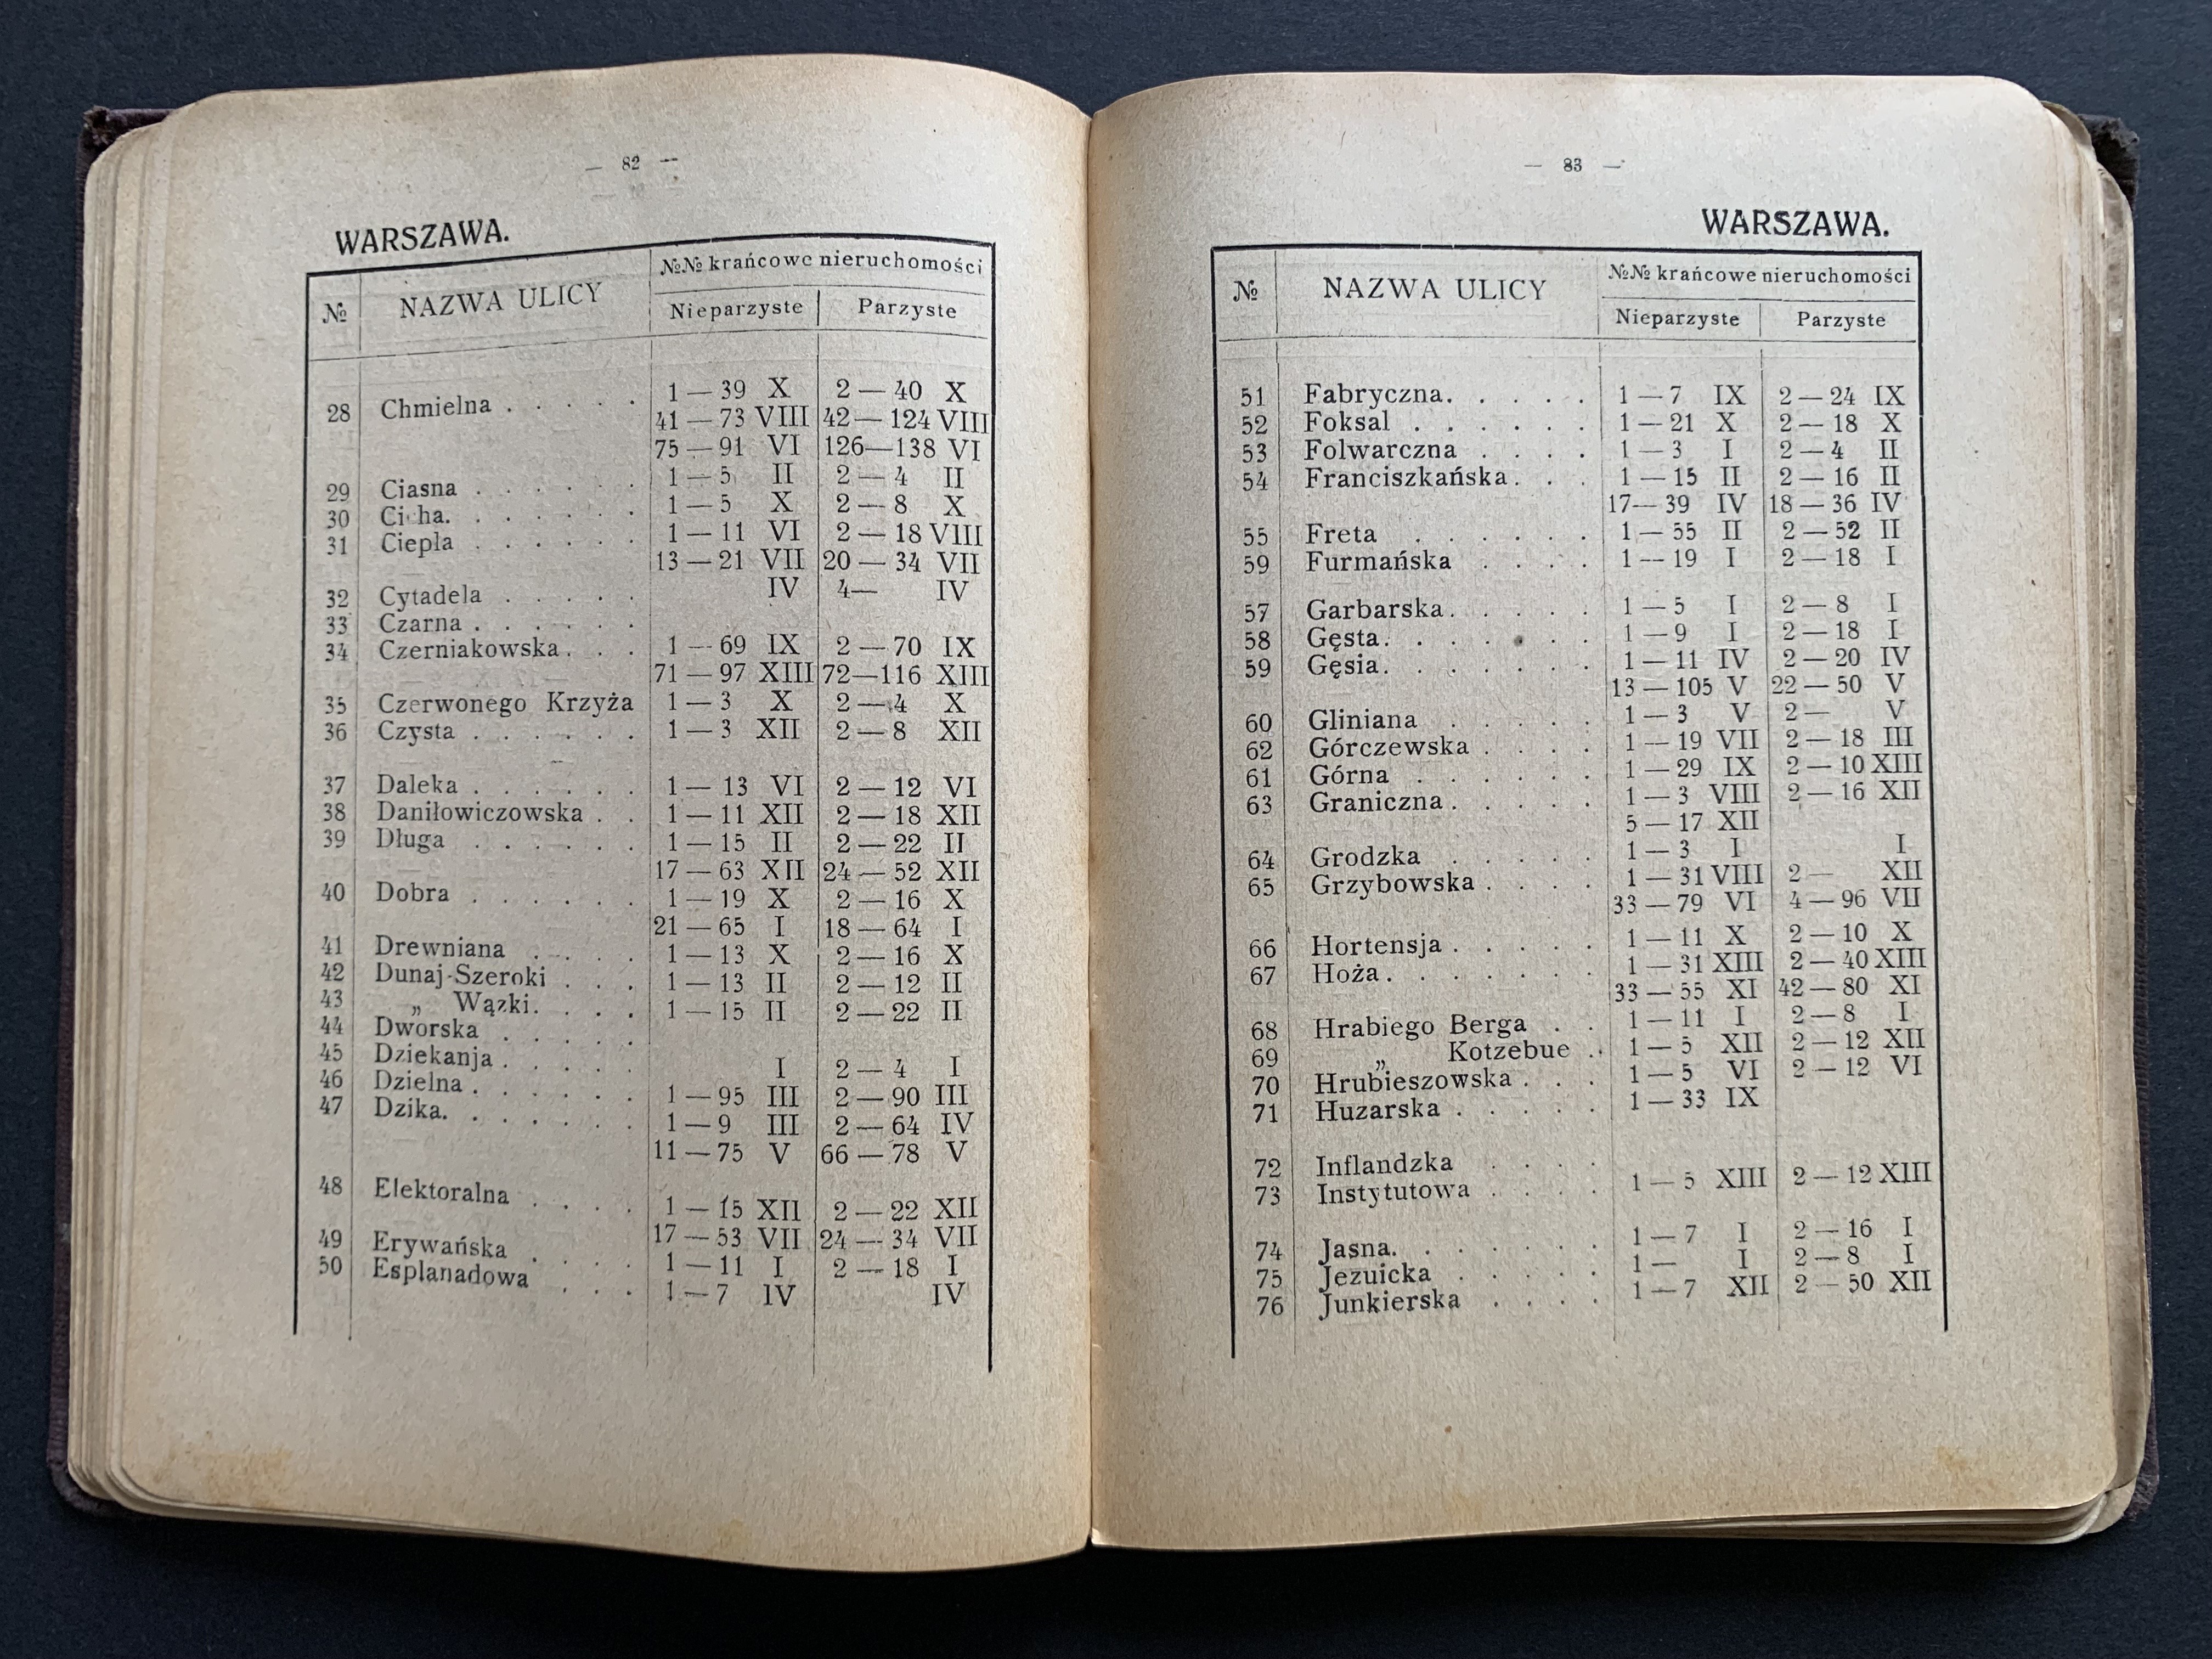 — 82 —
WARSZAWA.
№ NAZWA ULICY №№ krańcowe nieruchomości
Nieparzyste Parzyste
28 Chmielna . . . . . 1 — 39 X 2 — 40 X
41 — 73 VIII 42 — 124 VIII
75 — 91 VI 126—138 VI
29 Ciasna . . . . . . 1 — 5 II 2 — 4 II
30 Cicha. . . . . . . 1 — 5 X 2 — 8 X
31 Ciepła . . . . . . 1 — 11 VI 2 — 18 VIII
13 — 21 VII 20 — 34 VII
32 Cytadela . . . . . IV 4— IV
33 Czarna . . . . . .
34 Czerniakowska. . . 1 — 69 IX 2 — 70 IX
71 — 97 XIII 72—116 XIII
35 Czerwonego Krzyża 1 — 3 X 2 — 4 X
36 Czysta . . . . . . 1 — 3 XII 2 — 8 XII
37 Daleka . . . . . . 1 — 13 VI 2 — 12 VI
38 Daniłowiczowska . . 1 — 11 XII 2 — 18 XII
39 Długa . . . . . . 1 — 15 II 2 — 22 II
17 — 63 XII 24 — 52 XII
40 Dobra . . . . . . 1 — 19 X 2 — 16 X
21 — 65 I 18 — 64 I
41 Drewniana . . . . 1 — 13 X 2 — 16 X
42 Dunaj-Szeroki . . . 1 — 13 II 2 — 12 II
43 „ Wązki. . . . 1 — 15 II 2 — 22 II
44 Dworska . . . . .
45 Dziekanja . . . . . I 2 — 4 I
46 Dzielna . . . . . . 1 — 95 III 2 — 90 III
47 Dzika. . . . . . . 1 — 9 III 2 — 64 IV
11 — 75 V 66 — 78 V
48 Elektoralna . . . . 1 — 15 XII 2 — 22 XII
17 — 53 VII 24 — 34 VII
49 Erywańska . . . . 1 — 11 I 2 — 18 I
50 Esplanadowa . . . 1 — 7 IV IV
— 83 —
WARSZAWA.
№ NAZWA ULICY №№ krańcowe nieruchomości
Nieparzyste Parzyste
51 Fabryczna. . . . . 1 — 7 IX 2 — 24 IX
52 Foksal . . . . . . 1 — 21 X 2 — 18 X
53 Folwarczna . . . . 1 — 3 I 2 — 4 II
54 Franciszkańska. . . 1 — 15 II 2 — 16 II
17 — 39 IV 18 — 36 IV
55 Freta . . . . . . 1 — 55 II 2 — 52 II
59 Furmańska . . . . 1 — 19 I 2 — 18 I
57 Garbarska. . . . . 1 — 5 I 2 — 8 I
58 Gęsta. . . . . . . 1 — 9 I 2 — 18 I
59 Gęsia. . . . . . . 1 — 11 IV 2 — 20 IV
13 — 105 V 22 — 50 V
60 Gliniana . . . . . 1 — 3 V 2 — V
62 Górczewska . . . . 1 — 19 VII 2 — 18 III
61 Górna . . . . . . 1 — 29 IX 2 — 10 XIII
63 Graniczna . . . . . 1 — 3 VIII 2 — 16 XII
5 — 17 XII
64 Grodzka . . . . . 1 — 3 I I
65 Grzybowska . . . . 1 — 31 VIII 2 — XII
33 — 79 VI 4 — 96 VII
66 Hortensja . . . . . 1 — 11 X 2 — 10 X
67 Hoża . . . . . . . 1 — 31 XIII 2 — 40 XIII
33 — 55 XI 42 — 80 XI
68 Hrabiego Berga . . 1 — 11 I 2 — 8 I
69 „ Kotzebue . . 1 — 5 XII 2 — 12 XII
70 Hrubieszowska . . . 1 — 5 VI 2 — 12 VI
71 Huzarska . . . . . 1 — 33 IX
72 Inflandzka . . . .
73 Instytutowa . . . . 1 — 5 XIII 2 — 12 XIII
74 Jasna. . . . . . . 1 — 7 I 2 — 16 I
75 Jezuicka . . . . . 1 — I 2 — 8 I
76 Junkierska . . . . 1 — 7 XII 2 — 50 XII